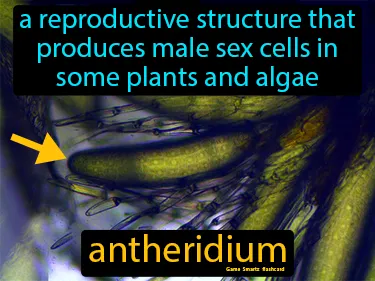 a reproductive structure that
produces male sex cells in
some plants and algae
antheridium
Game Smartz flashcard